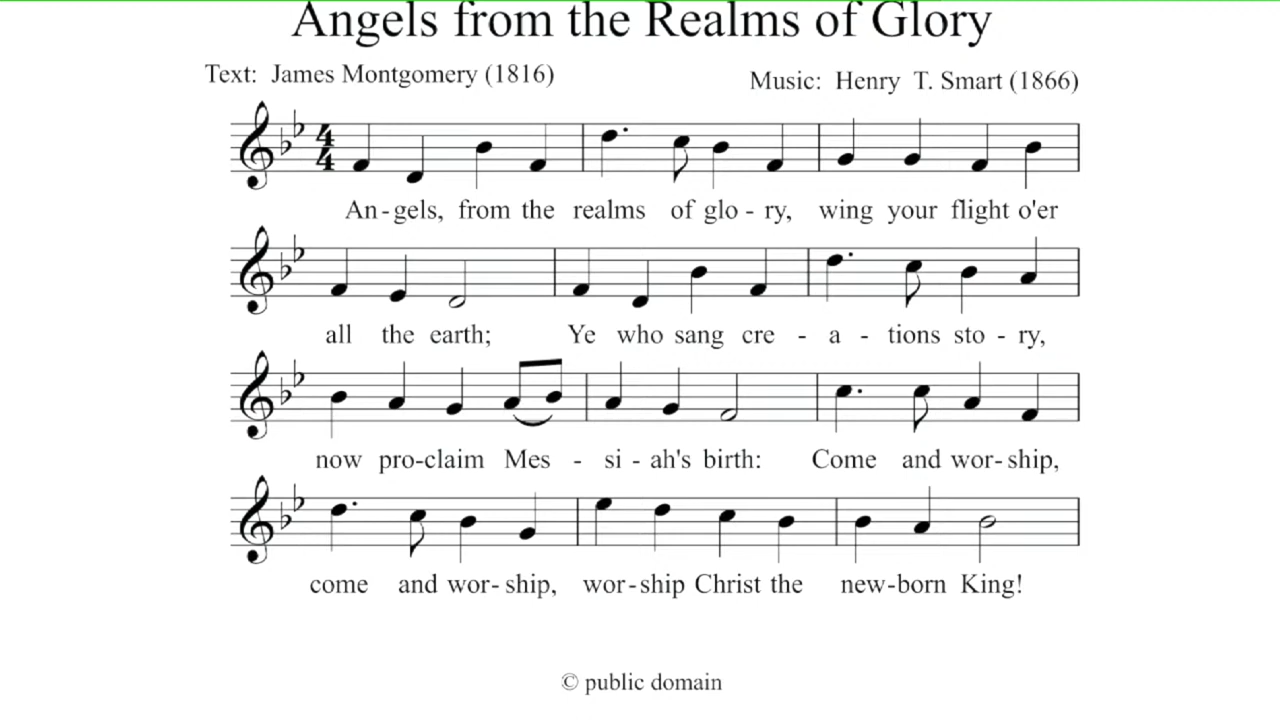 Angels from the Realms of Glory
Text: James Montgomery (1816)
Music: Henry T. Smart (1866)
4
4
An - gels, from the realms of glo - ry, wing your flight o'er
all the earth; Ye who sang cre - a - tions sto - ry,
now pro-claim Mes - si - ah's birth: Come and wor - ship,
come and wor - ship, wor - ship Christ the new-born King!
© public domain